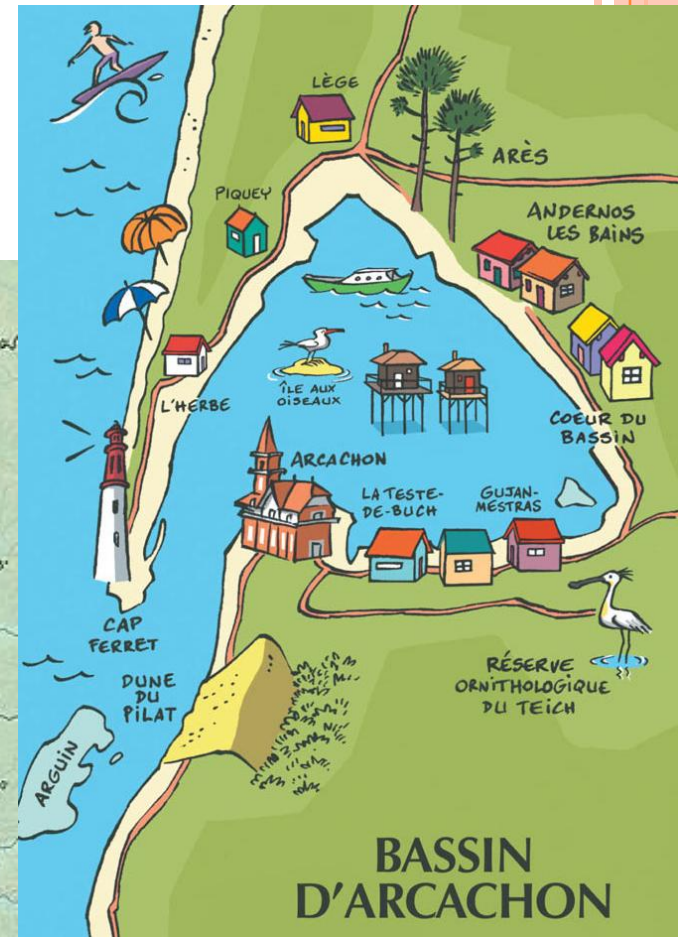 LÈGE
ARÈS
PIQUEY
ANDERNOS
LES BAINS
L'HERBE
ÎLE AUX
OISEAUX
COEUR DU
BASSIN
ARCACHON
LA TESTE-
DE-BUCH
GUJAN-
MESTRAS
CAP
FERRET
DUNE
DU
PILAT
RÉSERVE
ORNITHOLOGIQUE
DU TEICH
ARGUIN
BASSIN
D'ARCACHON